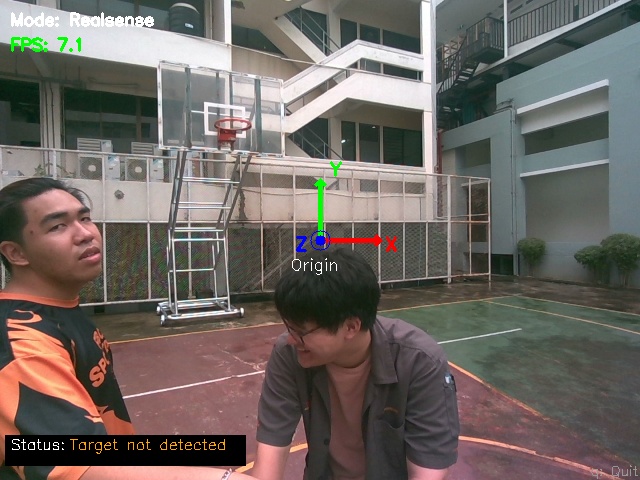 Mode: Realsense
FPS: 7.1
Y
Z
X
Origin
Status: Target not detected
q: Quit